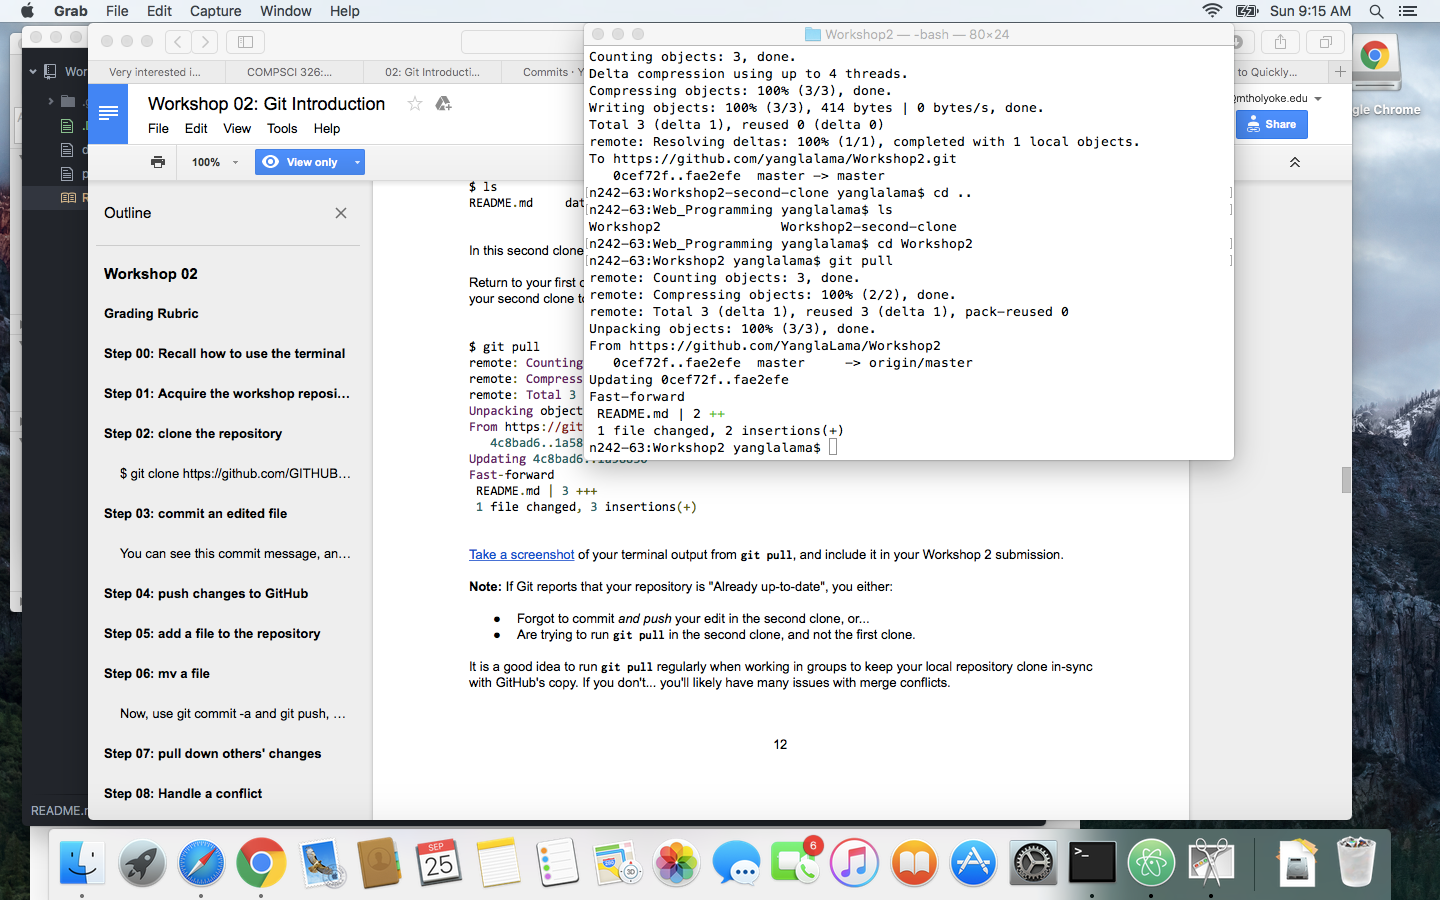 Grab File Edit Capture Window Help
Sun 9:15 AM
Very interested i...
COMPSCI 326:...
02: Git Introducti...
Commits · Y
to Quickly...
Workshop 02: Git Introduction
File Edit View Tools Help
@mtholyoke.edu
Share
100%
View only
Outline
Workshop 02
Grading Rubric
Step 00: Recall how to use the terminal
Step 01: Acquire the workshop reposi...
Step 02: clone the repository
$ git clone https://github.com/GITHUB...
Step 03: commit an edited file
You can see this commit message, an...
Step 04: push changes to GitHub
Step 05: add a file to the repository
Step 06: mv a file
Now, use git commit -a and git push, ...
Step 07: pull down others' changes
Step 08: Handle a conflict
$ ls
README.md dat
In this second clone
Return to your first c
your second clone to
$ git pull
remote: Counting
remote: Compress
remote: Total 3
Unpacking object
From https://git
4c8bad6..1a58
Updating 4c8bad6..1a58850
Fast-forward
README.md | 3 +++
1 file changed, 3 insertions(+)
Take a screenshot of your terminal output from git pull, and include it in your Workshop 2 submission.
Note: If Git reports that your repository is "Already up-to-date", you either:
● Forgot to commit and push your edit in the second clone, or...
● Are trying to run git pull in the second clone, and not the first clone.
It is a good idea to run git pull regularly when working in groups to keep your local repository clone in-sync
with GitHub's copy. If you don't... you'll likely have many issues with merge conflicts.
12
Workshop2 — -bash — 80×24
Counting objects: 3, done.
Delta compression using up to 4 threads.
Compressing objects: 100% (3/3), done.
Writing objects: 100% (3/3), 414 bytes | 0 bytes/s, done.
Total 3 (delta 1), reused 0 (delta 0)
remote: Resolving deltas: 100% (1/1), completed with 1 local objects.
To https://github.com/yanglalama/Workshop2.git
0cef72f..fae2efe master -> master
[n242-63:Workshop2-second-clone yanglalama$ cd .. ]
[n242-63:Web_Programming yanglalama$ ls ]
Workshop2 Workshop2-second-clone
[n242-63:Web_Programming yanglalama$ cd Workshop2 ]
[n242-63:Workshop2 yanglalama$ git pull ]
remote: Counting objects: 3, done.
remote: Compressing objects: 100% (2/2), done.
remote: Total 3 (delta 1), reused 3 (delta 1), pack-reused 0
Unpacking objects: 100% (3/3), done.
From https://github.com/YanglaLama/Workshop2
0cef72f..fae2efe master -> origin/master
Updating 0cef72f..fae2efe
Fast-forward
README.md | 2 ++
1 file changed, 2 insertions(+)
n242-63:Workshop2 yanglalama$
Wor
README.r
gle Chrome
SEP
25
3D
6
>_